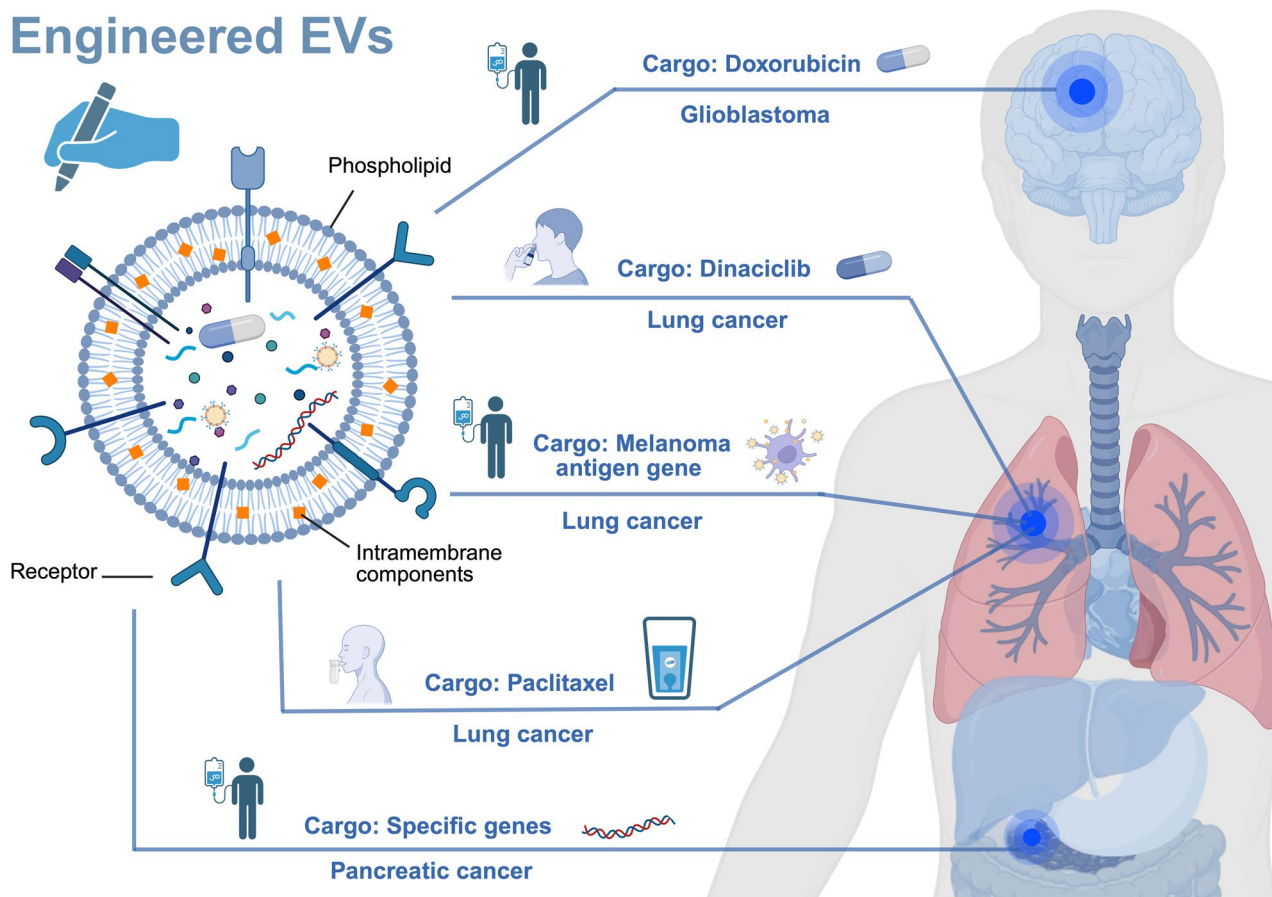 Engineered EVs
Cargo: Doxorubicin
Glioblastoma
Phospholipid
Cargo: Dinaciclib
Lung cancer
Cargo: Melanoma
antigen gene
Lung cancer
Intramembrane
components
Receptor
Cargo: Paclitaxel
Lung cancer
Cargo: Specific genes
Pancreatic cancer